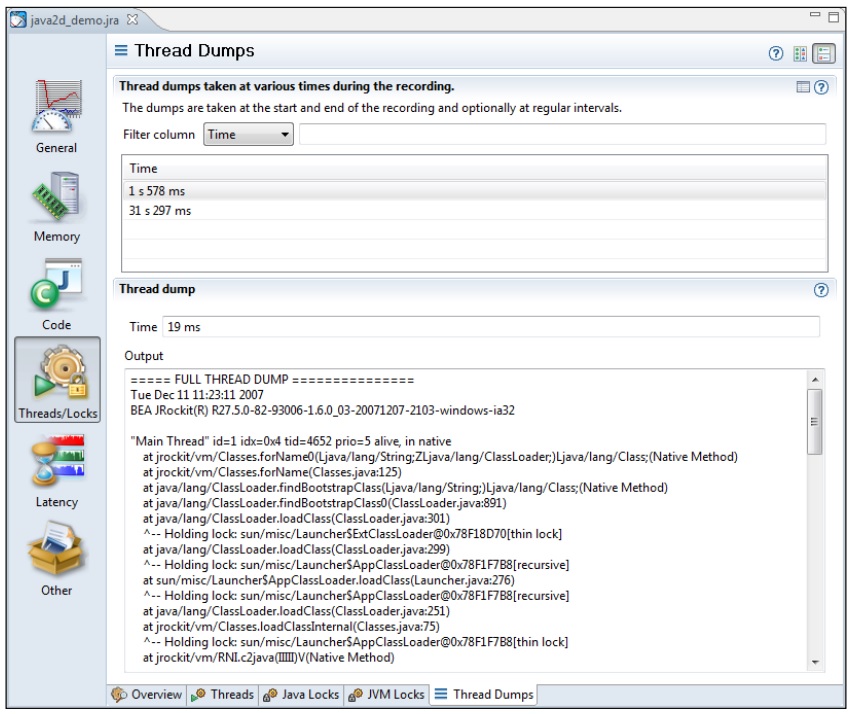 java2d_demo.jra
Thread Dumps
General
Memory
Code
Threads/Locks
Latency
Other
Thread dumps taken at various times during the recording.
The dumps are taken at the start and end of the recording and optionally at regular intervals.
Filter column Time
Time
1 s 578 ms
31 s 297 ms
Thread dump
Time 19 ms
Output
===== FULL THREAD DUMP ===============
Tue Dec 11 11:23:11 2007
BEA JRockit(R) R27.5.0-82-93006-1.6.0_03-20071207-2103-windows-ia32
"Main Thread" id=1 idx=0x4 tid=4652 prio=5 alive, in native
at jrockit/vm/Classes.forName0(Ljava/lang/String;ZLjava/lang/ClassLoader;)Ljava/lang/Class;(Native Method)
at jrockit/vm/Classes.forName(Classes.java:125)
at java/lang/ClassLoader.findBootstrapClass(Ljava/lang/String;)Ljava/lang/Class;(Native Method)
at java/lang/ClassLoader.findBootstrapClass0(ClassLoader.java:891)
at java/lang/ClassLoader.loadClass(ClassLoader.java:301)
^-- Holding lock: sun/misc/Launcher$ExtClassLoader@0x78F18D70[thin lock]
at java/lang/ClassLoader.loadClass(ClassLoader.java:299)
^-- Holding lock: sun/misc/Launcher$AppClassLoader@0x78F1F7B8[recursive]
at sun/misc/Launcher$AppClassLoader.loadClass(Launcher.java:276)
^-- Holding lock: sun/misc/Launcher$AppClassLoader@0x78F1F7B8[recursive]
at java/lang/ClassLoader.loadClass(ClassLoader.java:251)
at jrockit/vm/Classes.loadClassInternal(Classes.java:75)
^-- Holding lock: sun/misc/Launcher$AppClassLoader@0x78F1F7B8[thin lock]
at jrockit/vm/RNI.c2java(IIIII)V(Native Method)
Overview Threads Java Locks JVM Locks Thread Dumps